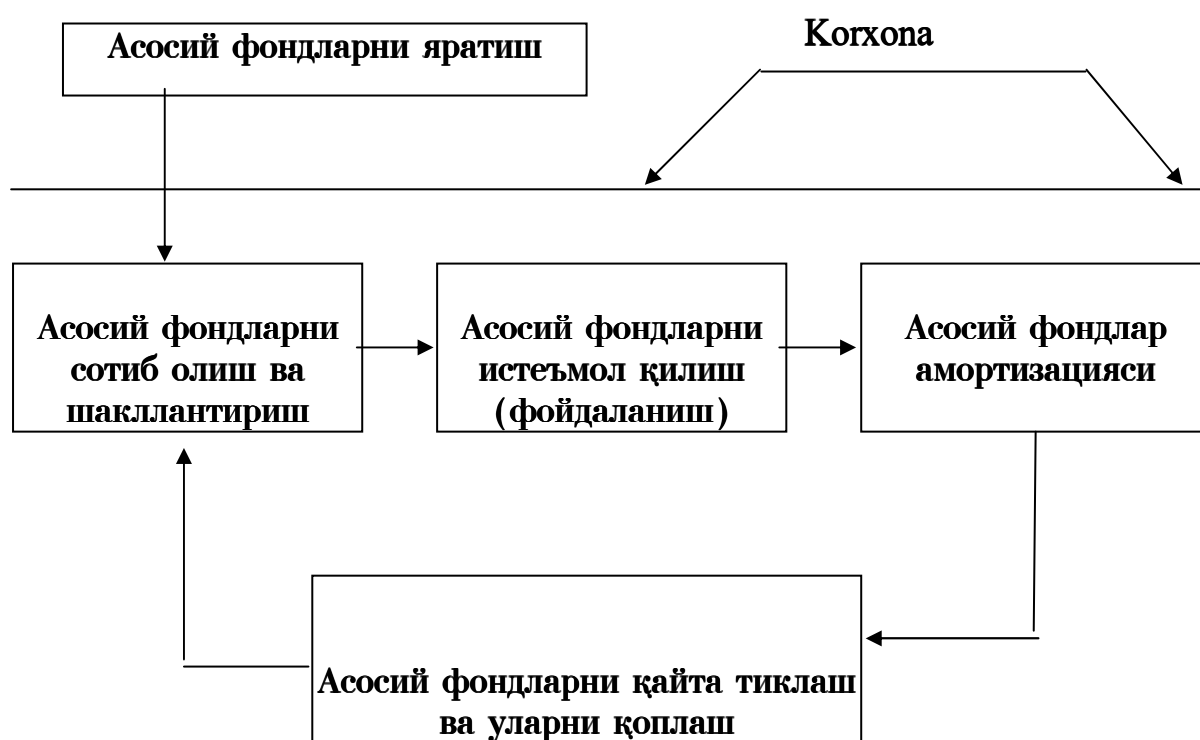 Асосий фондларни яратиш
Korxona
Асосий фондларни
сотиб олиш ва
шакллантириш
Асосий фондларни
истеъмол қилиш
(фойдаланиш)
Асосий фондлар
амортизацияси
Асосий фондларни қайта тиклаш
ва уларни қоплаш